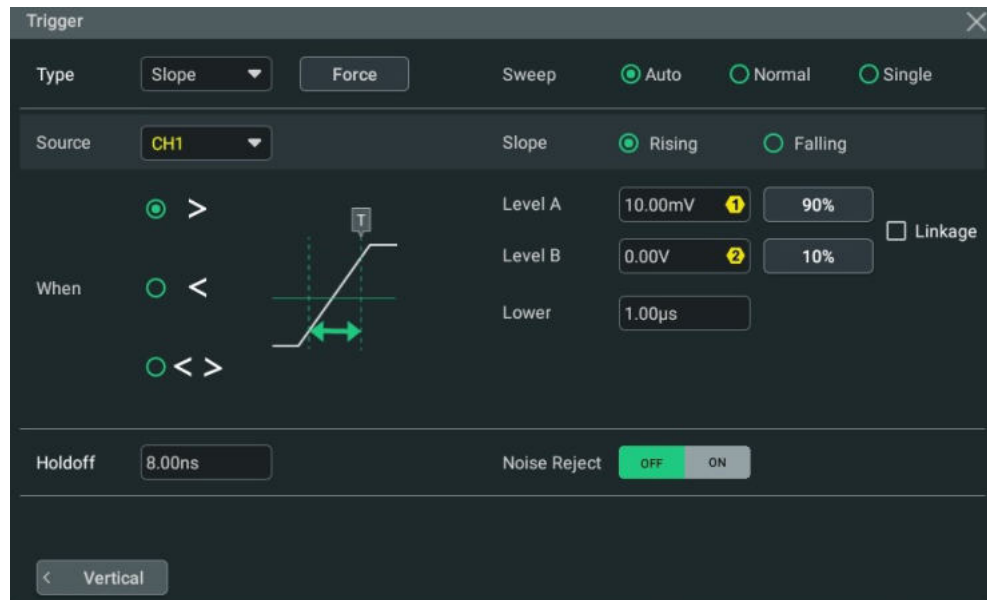 Trigger
Type Slope Force Sweep Auto Normal Single
Source CH1 Slope Rising Falling
> T Level A 10.00mV 1 90%
Linkage
Level B 0.00V 2 10%
When <
Lower 1.00µs
< >
Holdoff 8.00ns Noise Reject OFF ON
< Vertical